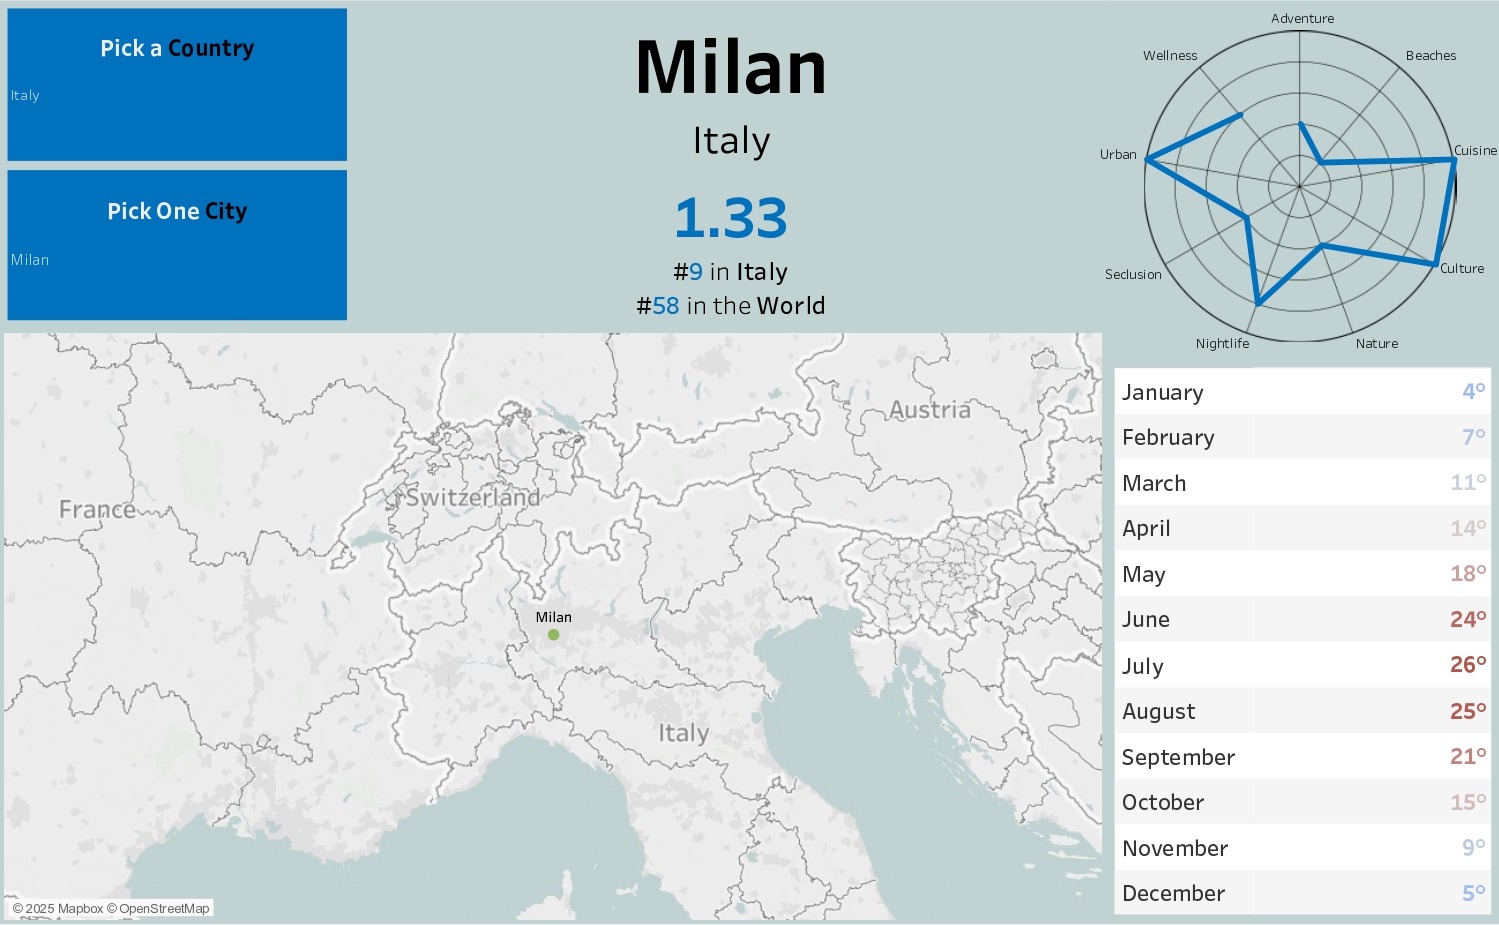 Pick a Country
Italy
Pick One City
Milan
Milan
Italy
1.33
#9 in Italy
#58 in the World
Adventure
Wellness
Beaches
Urban
Cuisine
Seclusion
Culture
Nightlife
Nature
France
Switzerland
Austria
Milan
Italy
© 2025 Mapbox © OpenStreetMap
January 4°
February 7°
March 11°
April 14°
May 18°
June 24°
July 26°
August 25°
September 21°
October 15°
November 9°
December 5°